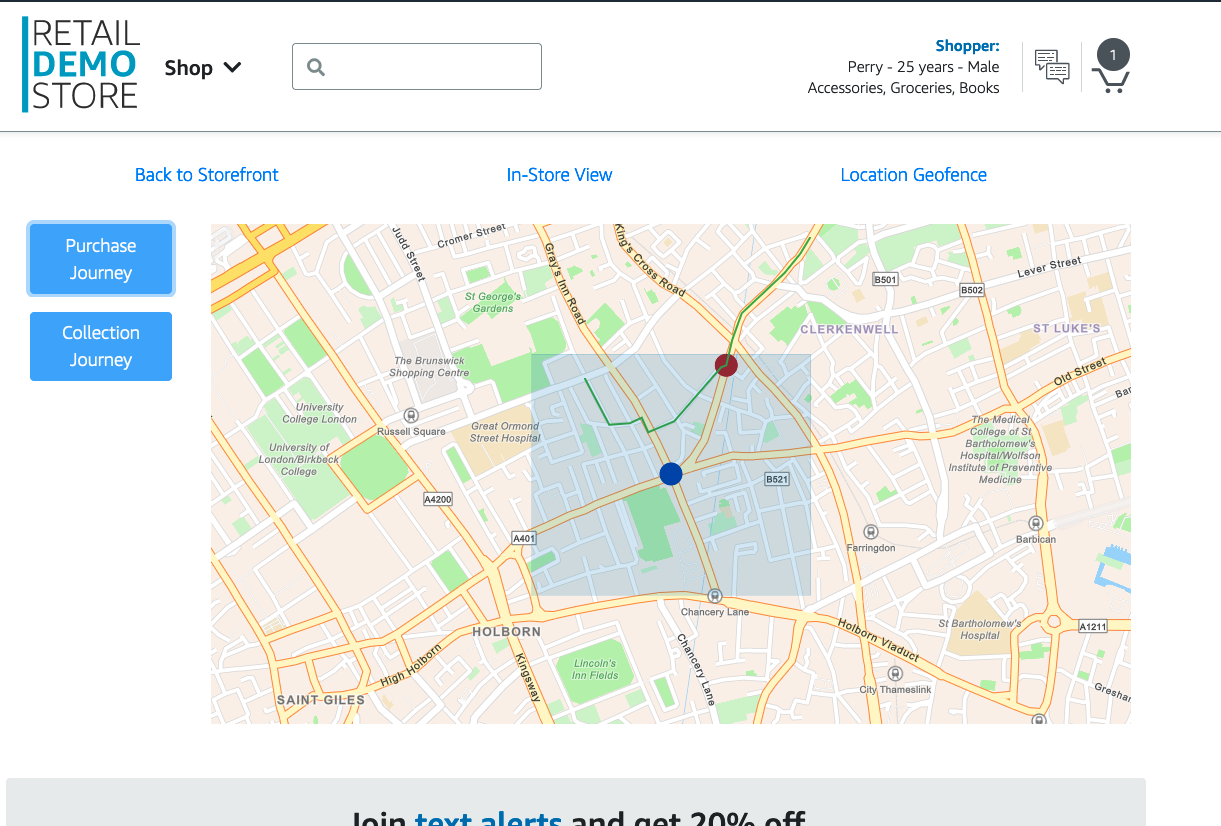 RETAIL
DEMO
STORE
Shop
Shopper:
Perry - 25 years - Male
Accessories, Groceries, Books
1
Back to Storefront
In-Store View
Location Geofence
Purchase
Journey
Collection
Journey
Judd Street
Cromer Street
Gray's Inn Road
King's Cross Road
B501
B502
Lever Street
St George's
Gardens
CLERKENWELL
ST LUKE'S
The Brunswick
Shopping Centre
Old Street
Bar
University
College London
Russell Square
Great Ormond
Street Hospital
University of
London/Birkbeck
College
The Medical
College of St
Bartholomew's
Hospital/Wolfson
Institute of Preventive
Medicine
B521
A4200
A401
Farringdon
Barbican
Chancery Lane
HOLBORN
St Bartholomew's
Hospital
A1211
Holborn Viaduct
High Holborn
Kingsway
Lincoln's
Inn Fields
Chancery Lane
City Thameslink
Gresha
SAINT GILES
Join text alerts and get 20% off